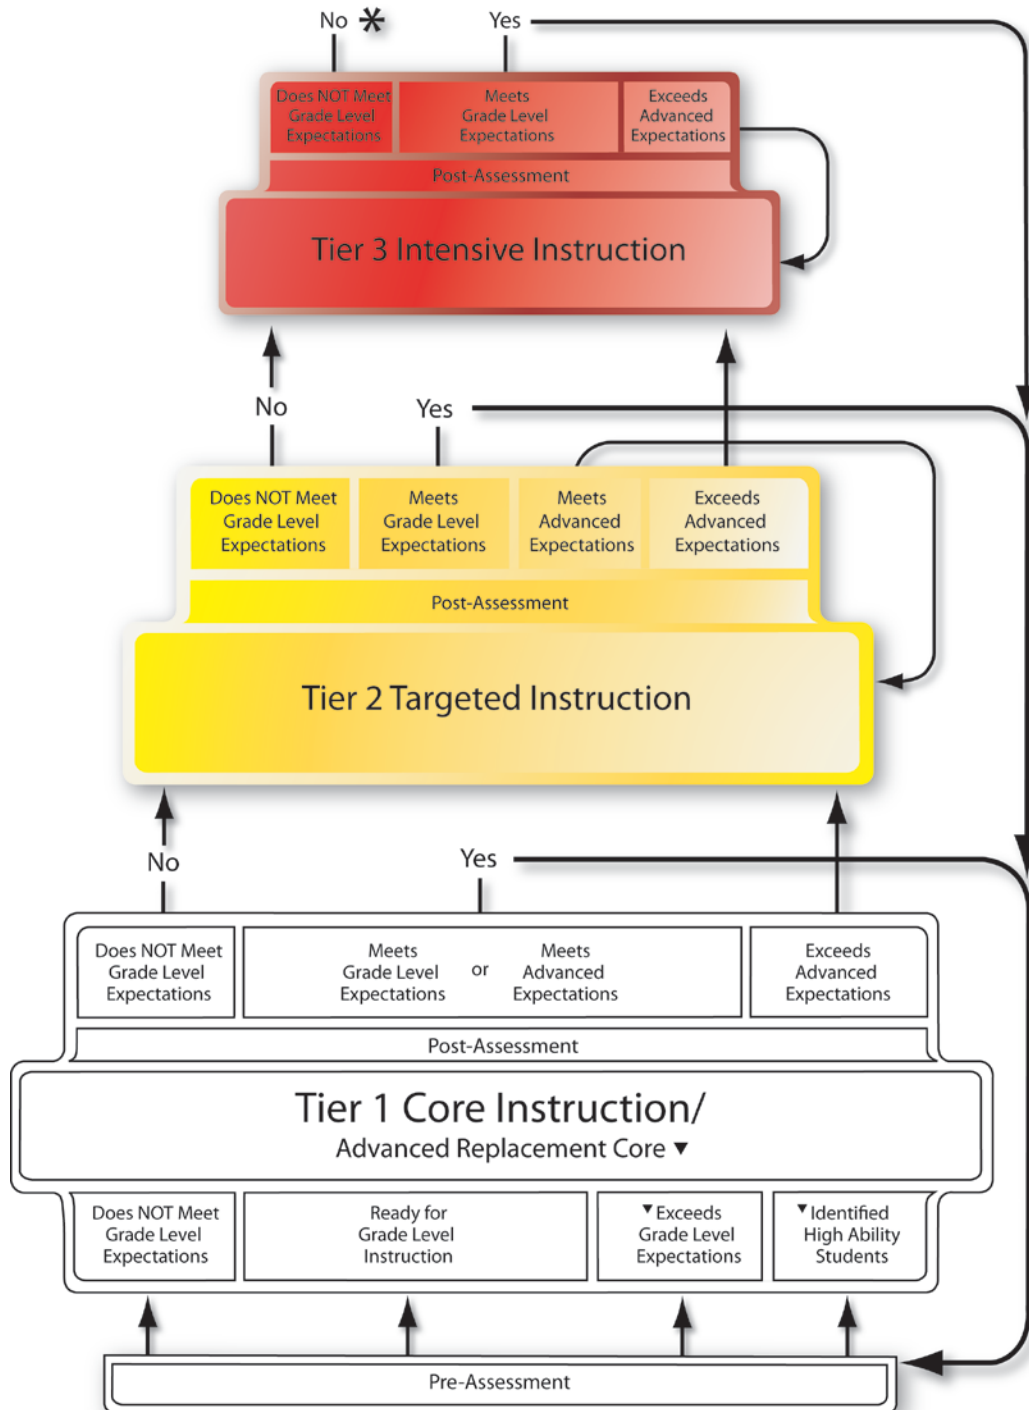 No *
Yes
Does NOT Meet
Grade Level
Expectations
Meets
Grade Level
Expectations
Exceeds
Advanced
Expectations
Post-Assessment
Tier 3 Intensive Instruction
No
Yes
Does NOT Meet
Grade Level
Expectations
Meets
Grade Level
Expectations
Meets
Advanced
Expectations
Exceeds
Advanced
Expectations
Post-Assessment
Tier 2 Targeted Instruction
No
Yes
Does NOT Meet
Grade Level
Expectations
Meets
Grade Level
Expectations
or
Meets
Advanced
Expectations
Exceeds
Advanced
Expectations
Post-Assessment
Tier 1 Core Instruction/
Advanced Replacement Core ▼
Does NOT Meet
Grade Level
Expectations
Ready for
Grade Level
Instruction
▼Exceeds
Grade Level
Expectations
▼Identified
High Ability
Students
Pre-Assessment